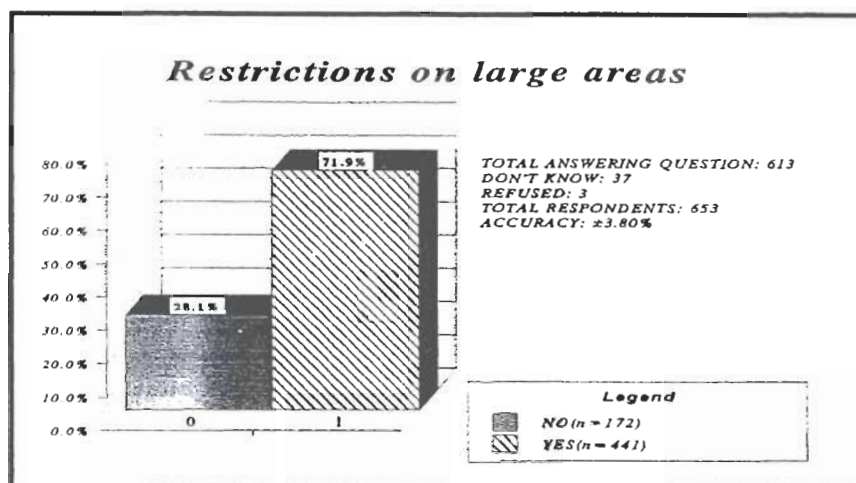 Restrictions on large areas
TOTAL ANSWERING QUESTION: 613
DON'T KNOW: 37
REFUSED: 3
TOTAL RESPONDENTS: 653
ACCURACY: ±3.80%
80.0%
70.0%
60.0%
50.0%
40.0%
30.0%
20.0%
10.0%
0.0%
71.9%
28.1%
0 1
Legend
NO(n=172)
YES(n=441)